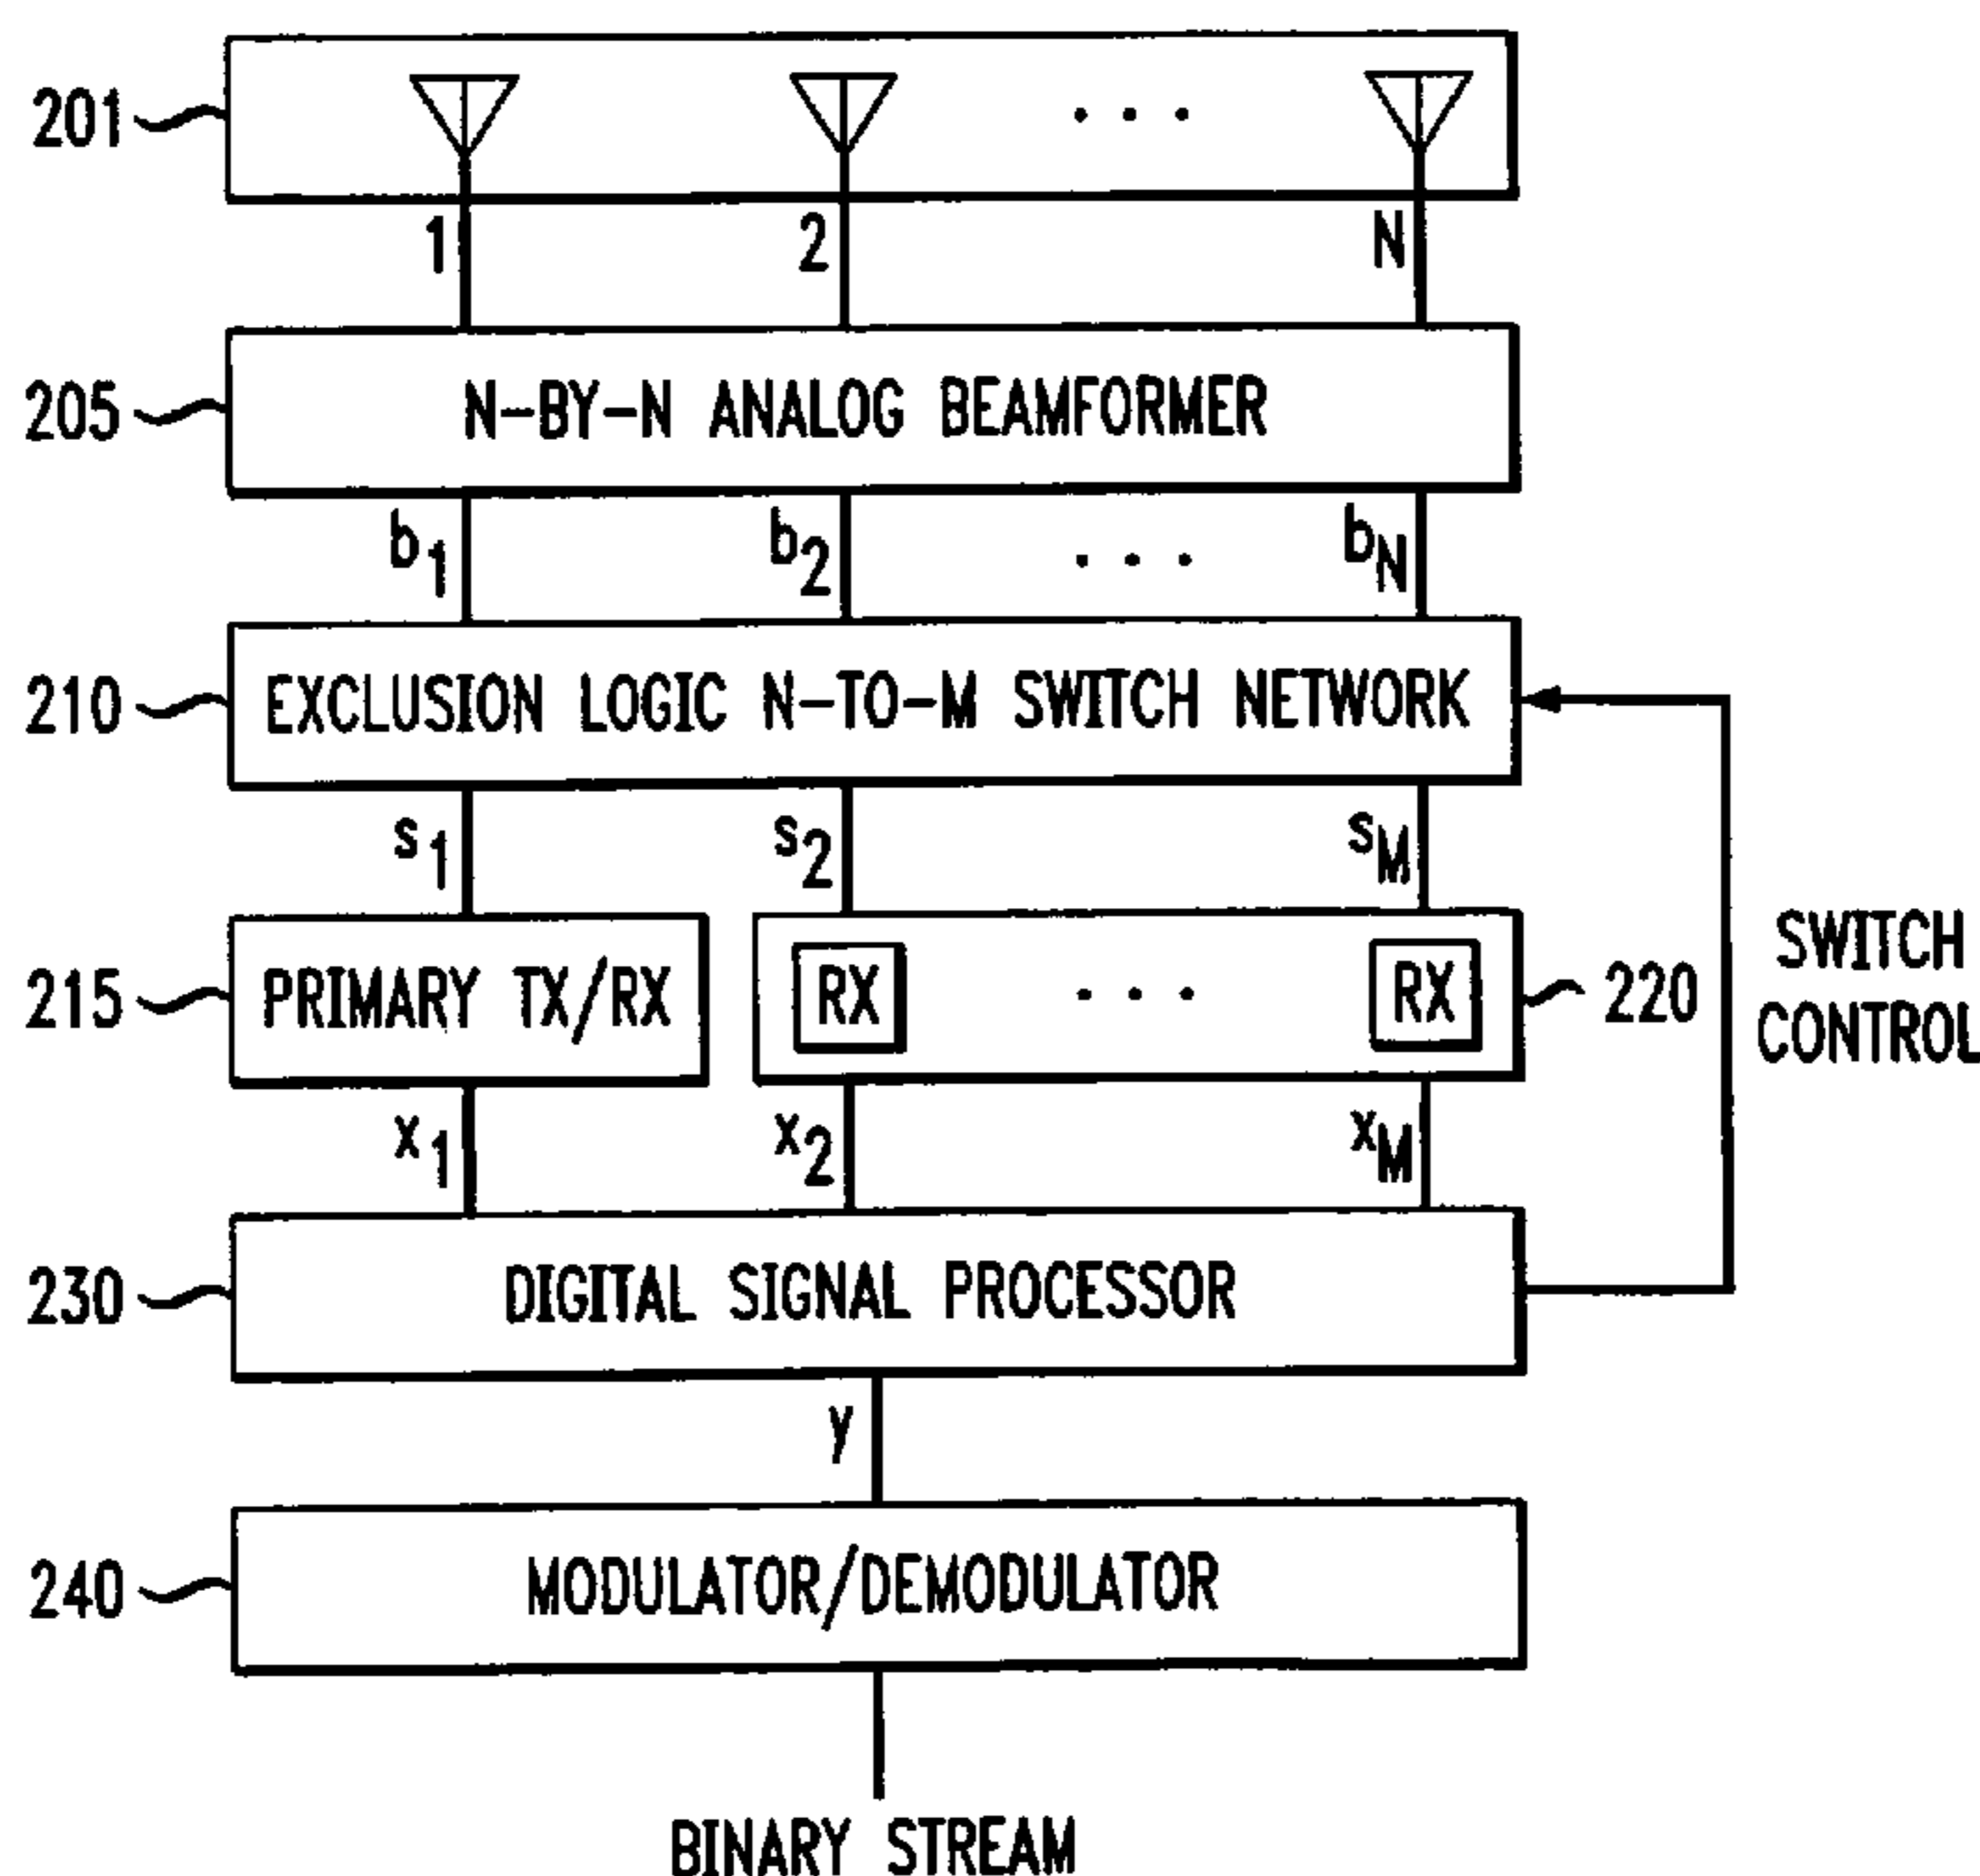 201
1 2 N
205 N-BY-N ANALOG BEAMFORMER
b1 b2 ... bN
210 EXCLUSION LOGIC N-TO-M SWITCH NETWORK
s1 s2 sM
215 PRIMARY TX/RX RX ... RX 220
SWITCH
CONTROL
x1 x2 xM
230 DIGITAL SIGNAL PROCESSOR
y
240 MODULATOR/DEMODULATOR
BINARY STREAM